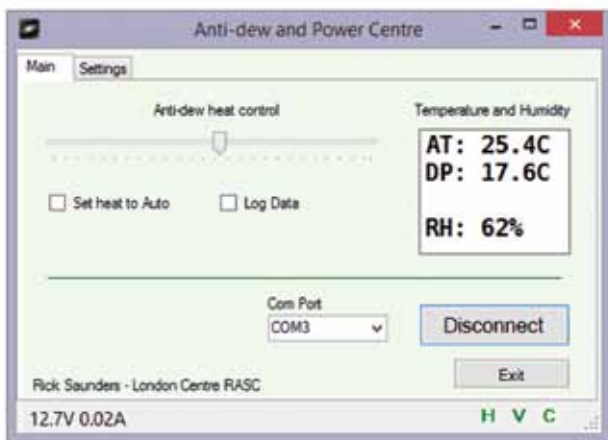 Anti-dew and Power Centre
Main Settings
Anti-dew heat control
Temperature and Humidity
AT: 25.4C
DP: 17.6C
RH: 62%
Set heat to Auto
Log Data
Com Port
COM3
Disconnect
Exit
Rick Saunders - London Centre RASC
12.7V 0.02A
H V C